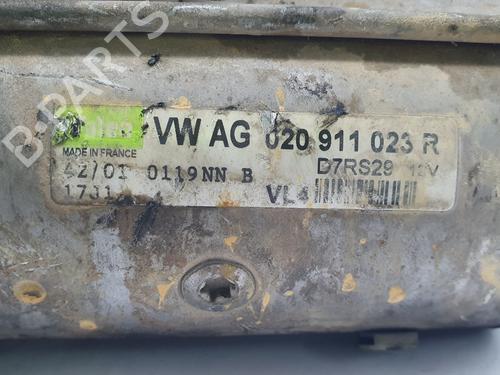 B-PARTS
VW AG 020 911 023 R
MADE IN FRANCE
D7RS29 12V
42/01 0119NN B
1731 VL4